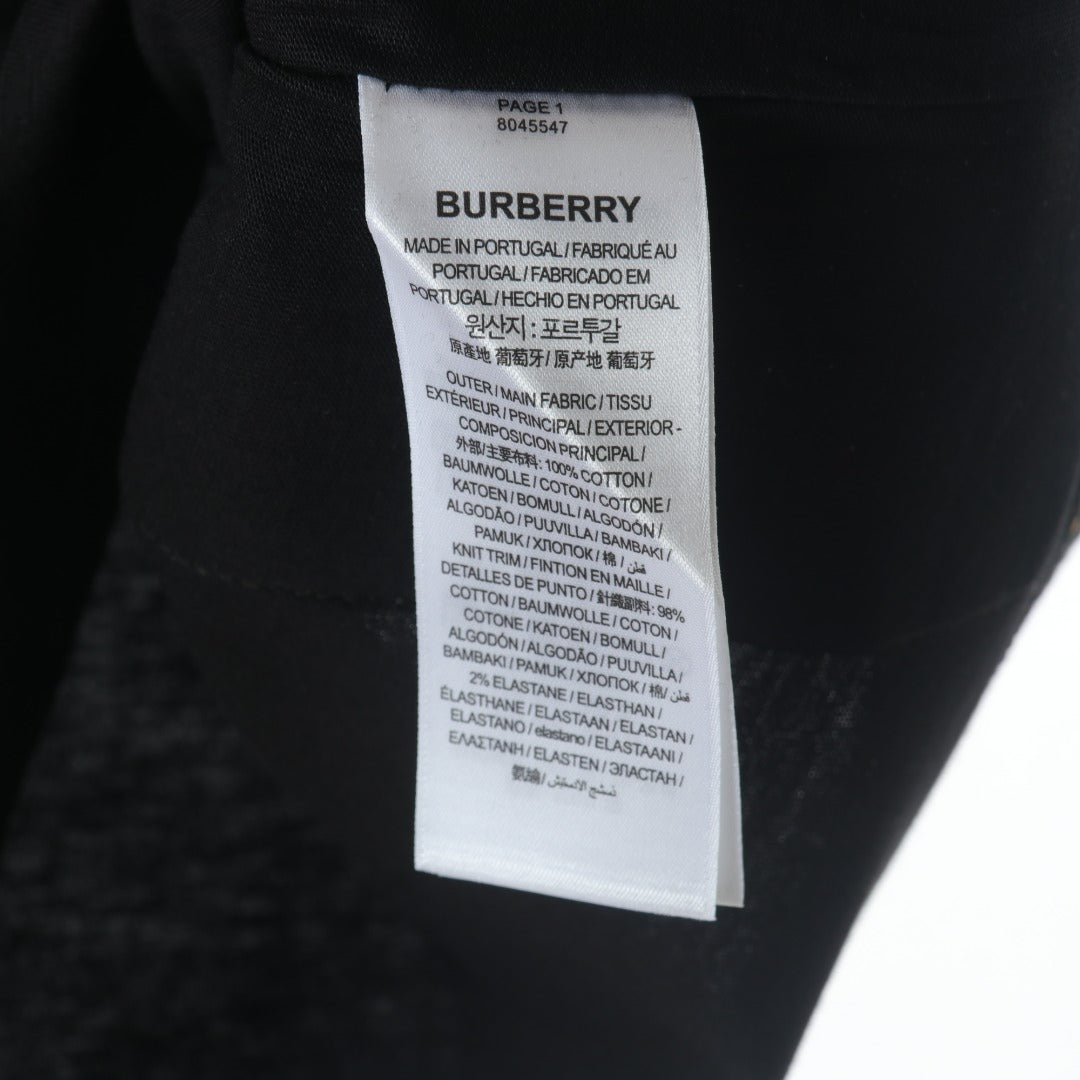 PAGE 1
8045547
BURBERRY
MADE IN PORTUGAL / FABRIQUÉ AU
PORTUGAL / FABRICADO EM
PORTUGAL / HECHIO EN PORTUGAL
원산지 : 포르투갈
原產地 葡萄牙/ 原产地 葡萄牙
OUTER / MAIN FABRIC / TISSU
EXTÉRIEUR / PRINCIPAL / EXTERIOR -
COMPOSICION PRINCIPAL /
外部/主要布料: 100% COTTON /
BAUMWOLLE / COTON / COTONE /
KATOEN / BOMULL / ALGODÓN /
ALGODÃO / PUUVILLA / BAMBAKI /
PAMUK / ХЛОПОК / 棉 / قطن
KNIT TRIM / FINTION EN MAILLE /
DETALLES DE PUNTO / 針織副料: 98%
COTTON / BAUMWOLLE / COTON /
COTONE / KATOEN / BOMULL /
ALGODÓN / ALGODÃO / PUUVILLA /
BAMBAKI / PAMUK / ХЛОПОК / 棉/ قطن
2% ELASTANE / ELASTHAN /
ÉLASTHANE / ELASTAAN / ELASTAN /
ELASTANO / elastano / ELASTAANI /
ΕΛΑΣΤΑΝΗ / ELASTEN / ЭЛАСТАН /
氨綸/